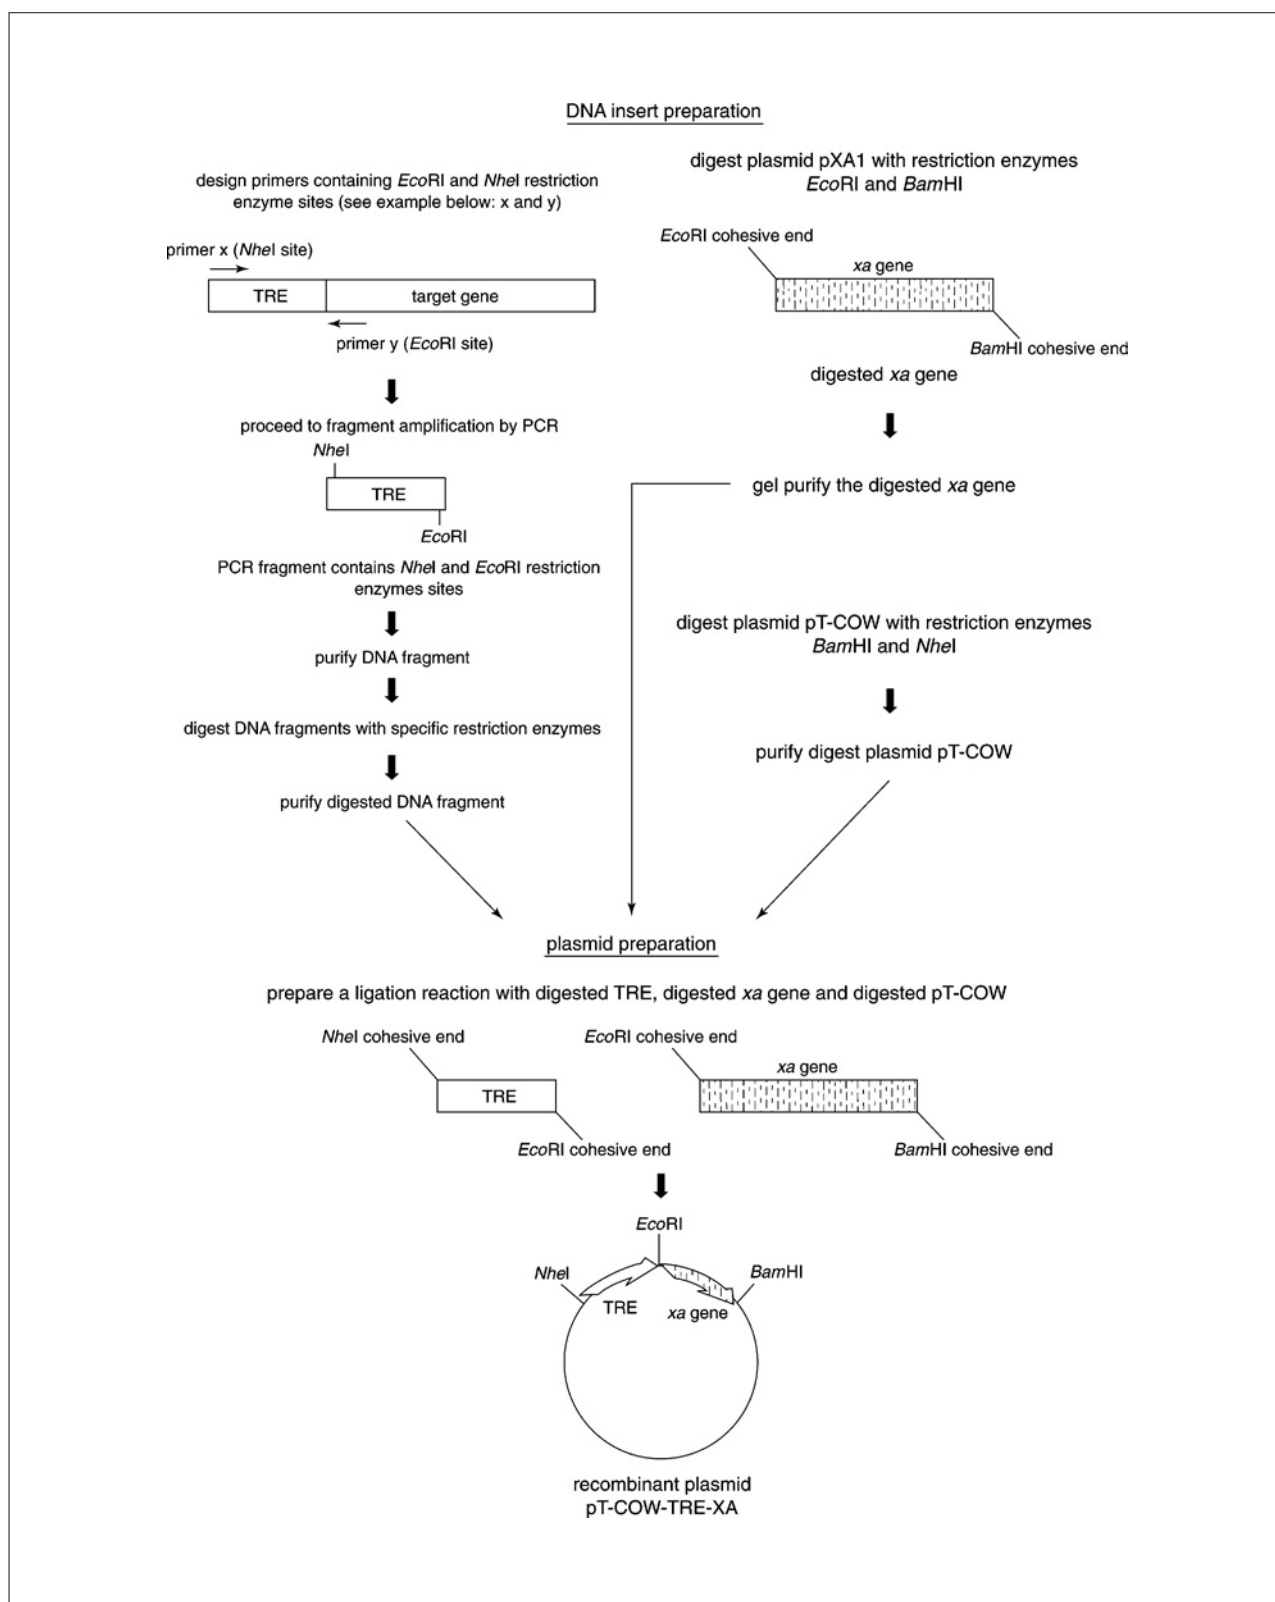 DNA insert preparation
design primers containing EcoRI and NheI restriction
enzyme sites (see example below: x and y)
primer x (NheI site)
TRE
target gene
primer y (EcoRI site)
proceed to fragment amplification by PCR
NheI
TRE
EcoRI
PCR fragment contains NheI and EcoRI restriction
enzymes sites
purify DNA fragment
digest DNA fragments with specific restriction enzymes
purify digested DNA fragment
digest plasmid pXA1 with restriction enzymes
EcoRI and BamHI
EcoRI cohesive end
xa gene
BamHI cohesive end
digested xa gene
gel purify the digested xa gene
digest plasmid pT-COW with restriction enzymes
BamHI and NheI
purify digest plasmid pT-COW
plasmid preparation
prepare a ligation reaction with digested TRE, digested xa gene and digested pT-COW
NheI cohesive end
TRE
EcoRI cohesive end
EcoRI cohesive end
xa gene
BamHI cohesive end
EcoRI
NheI
BamHI
TRE
xa gene
recombinant plasmid
pT-COW-TRE-XA